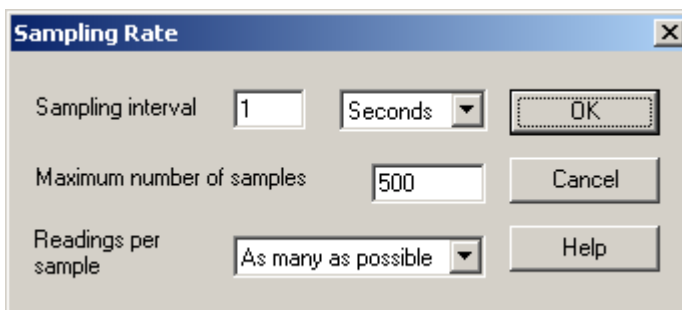 Sampling Rate
Sampling interval 1 Seconds OK
Maximum number of samples 500 Cancel
Readings per
sample As many as possible Help